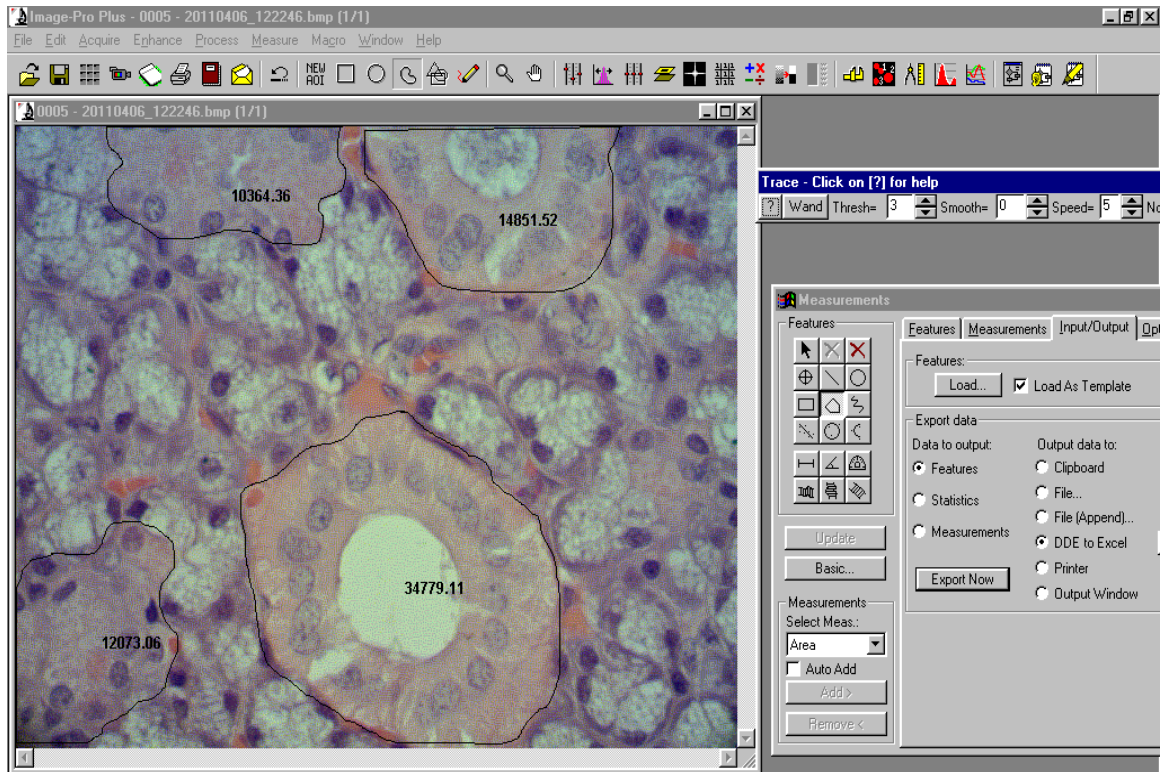 Image-Pro Plus - 0005 - 20110406_122246.bmp (1/1)
File Edit Acquire Enhance Process Measure Macro Window Help
NEW AOI
0005 - 20110406_122246.bmp (1/1)
10364.36
14851.52
34779.11
12073.06
Trace - Click on [?] for help
? Wand Thresh= 3 Smooth= 0 Speed= 5 No
Measurements
Features
Update
Basic...
Measurements
Select Meas.:
Area
Auto Add
Add >
Remove <
Features Measurements Input/Output Opt
Features:
Load... Load As Template
Export data
Data to output: Output data to:
Features Clipboard
File...
Statistics
File (Append)...
Measurements
DDE to Excel
Printer
Export Now
Output Window